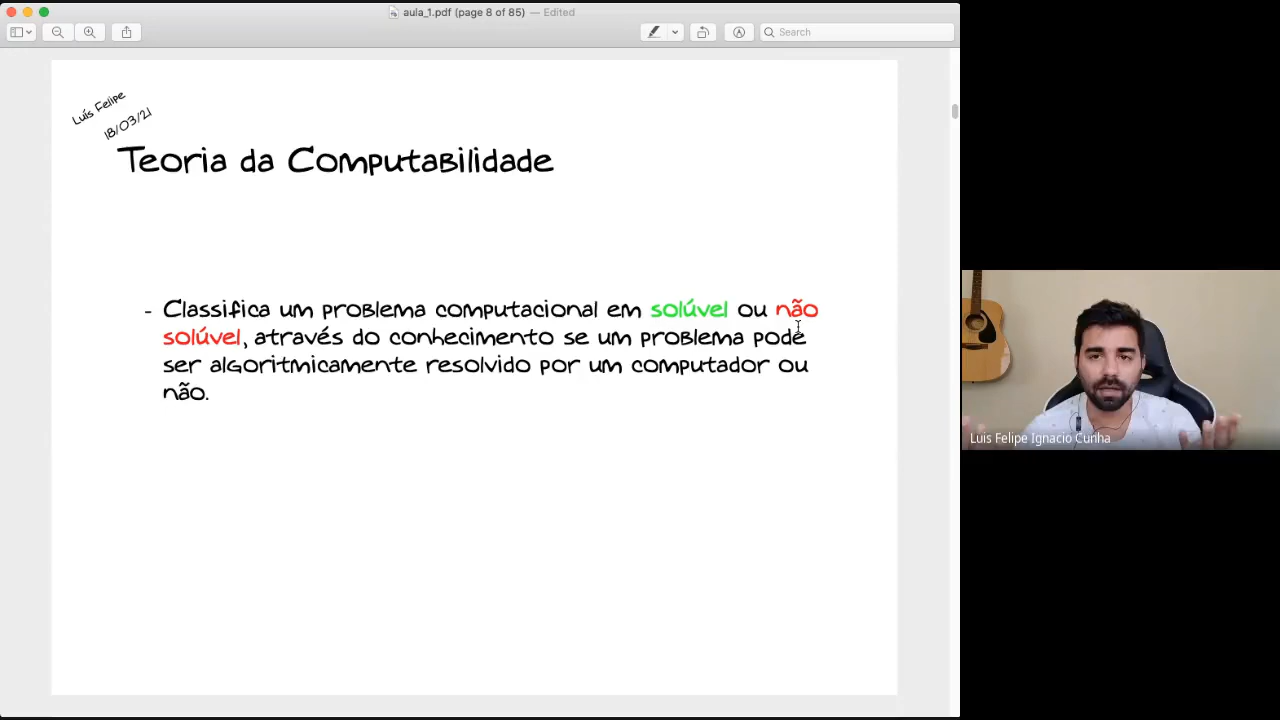 aula_1.pdf (page 8 of 85) — Edited
Search
Luís Felipe
18/03/21
Teoria da Computabilidade
- Classifica um problema computacional em solúvel ou não
solúvel, através do conhecimento se um problema pode
ser algoritmicamente resolvido por um computador ou
não.
Luis Felipe Ignacio Cunha